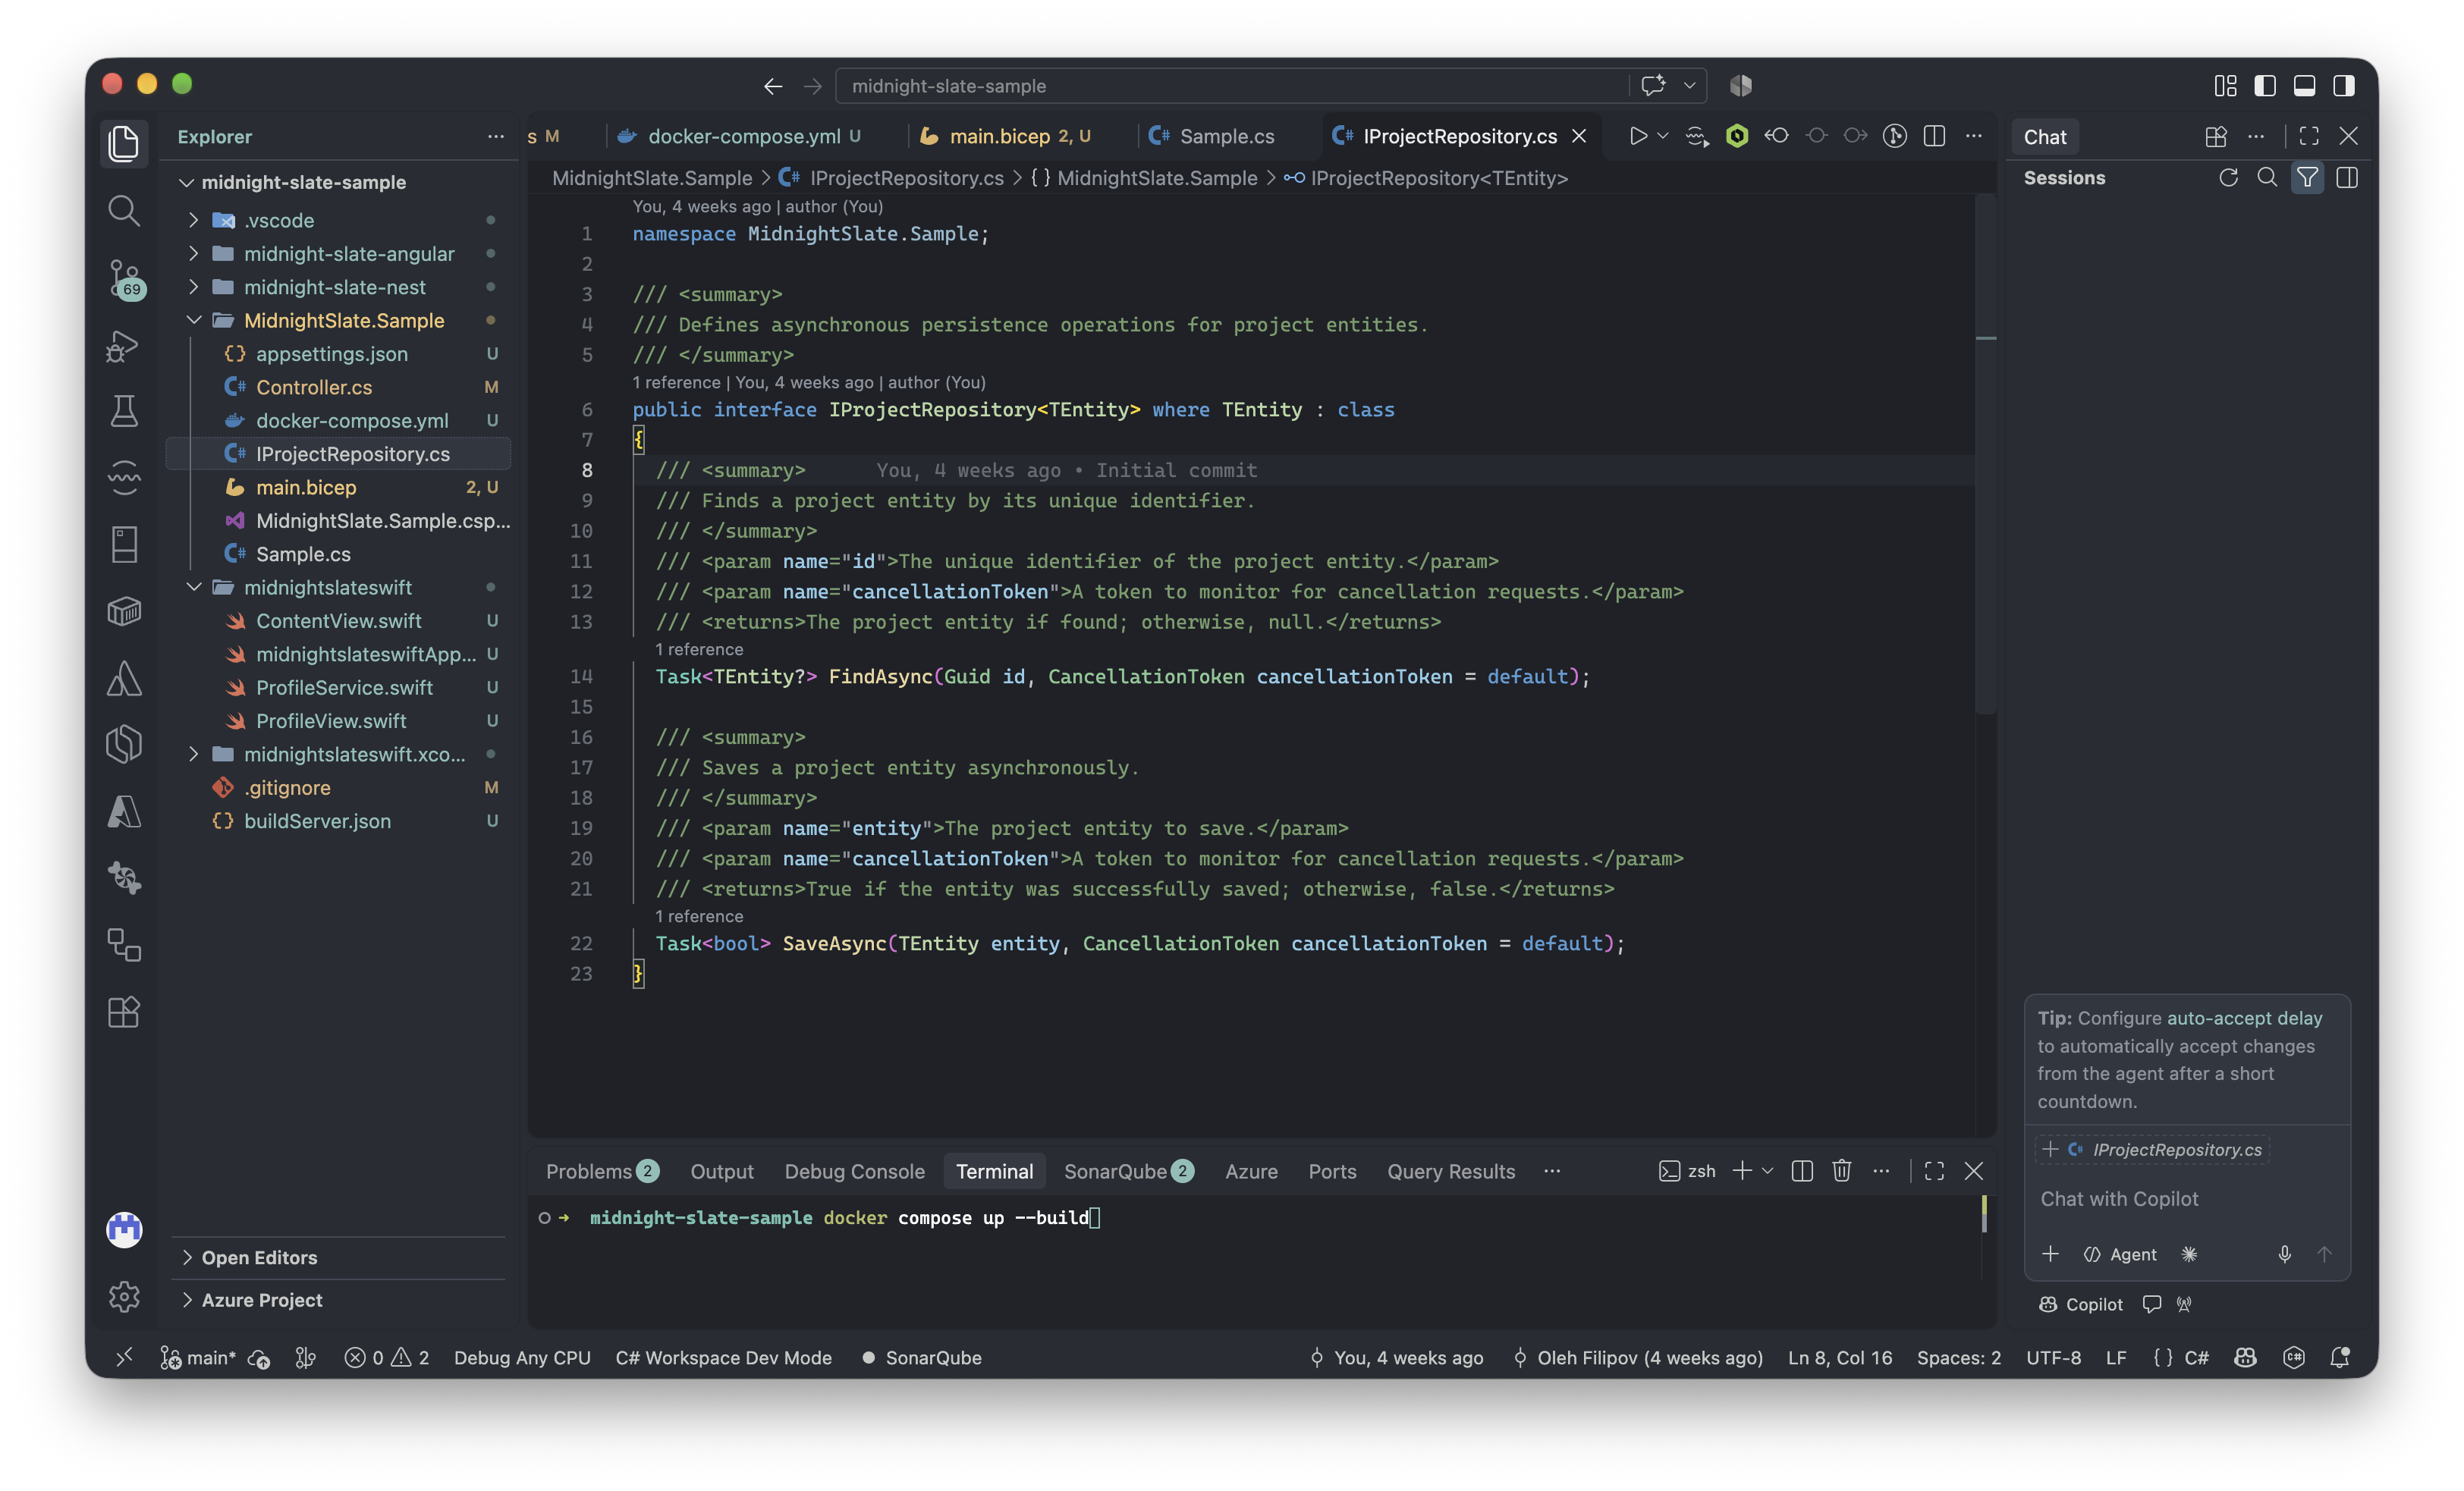 midnight-slate-sample
Explorer
midnight-slate-sample
.vscode
midnight-slate-angular
midnight-slate-nest
MidnightSlate.Sample
appsettings.json U
Controller.cs M
docker-compose.yml U
IProjectRepository.cs
main.bicep 2, U
MidnightSlate.Sample.csp...
Sample.cs
midnightslateswift
ContentView.swift U
midnightslateswiftApp... U
ProfileService.swift U
ProfileView.swift U
midnightslateswift.xco...
.gitignore M
buildServer.json U
Open Editors
Azure Project
69
s M
docker-compose.yml U
main.bicep 2, U
Sample.cs
IProjectRepository.cs
MidnightSlate.Sample > IProjectRepository.cs > {} MidnightSlate.Sample > IProjectRepository<TEntity>
You, 4 weeks ago | author (You)
1 namespace MidnightSlate.Sample;
2
3 /// <summary>
4 /// Defines asynchronous persistence operations for project entities.
5 /// </summary>
1 reference | You, 4 weeks ago | author (You)
6 public interface IProjectRepository<TEntity> where TEntity : class
7 {
8 /// <summary> You, 4 weeks ago • Initial commit
9 /// Finds a project entity by its unique identifier.
10 /// </summary>
11 /// <param name="id">The unique identifier of the project entity.</param>
12 /// <param name="cancellationToken">A token to monitor for cancellation requests.</param>
13 /// <returns>The project entity if found; otherwise, null.</returns>
1 reference
14 Task<TEntity?> FindAsync(Guid id, CancellationToken cancellationToken = default);
15
16 /// <summary>
17 /// Saves a project entity asynchronously.
18 /// </summary>
19 /// <param name="entity">The project entity to save.</param>
20 /// <param name="cancellationToken">A token to monitor for cancellation requests.</param>
21 /// <returns>True if the entity was successfully saved; otherwise, false.</returns>
1 reference
22 Task<bool> SaveAsync(TEntity entity, CancellationToken cancellationToken = default);
23 }
Problems 2 Output Debug Console Terminal SonarQube 2 Azure Ports Query Results
zsh
midnight-slate-sample docker compose up --build
Chat
Sessions
Tip: Configure auto-accept delay
to automatically accept changes
from the agent after a short
countdown.
IProjectRepository.cs
Chat with Copilot
Agent
Copilot
main* 0 2 Debug Any CPU C# Workspace Dev Mode SonarQube
You, 4 weeks ago Oleh Filipov (4 weeks ago) Ln 8, Col 16 Spaces: 2 UTF-8 LF {} C#